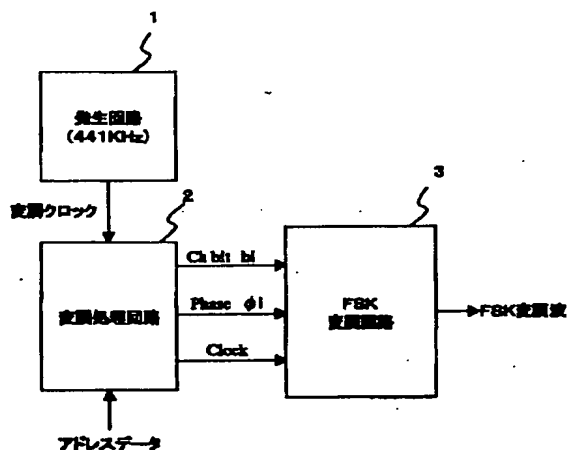 1
発生回路
(441KHz)
変調クロック
2
3
Ch bit bi
変調処理回路
Phase φi
FSK
変調回路
FSK変調波
Clock
アドレスデータ